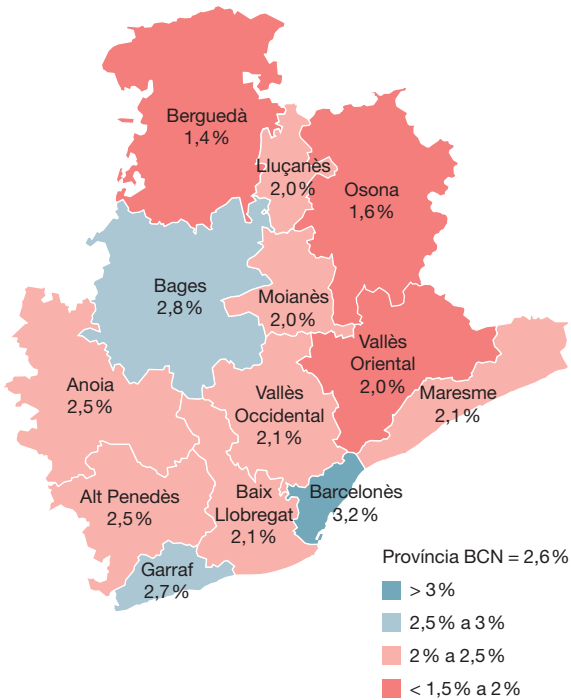 Berguedà
1,4%
Lluçanès
2,0%
Osona
1,6%
Bages
2,8%
Moianès
2,0%
Vallès
Oriental
2,0%
Anoia
2,5%
Vallès
Occidental
2,1%
Maresme
2,1%
Alt Penedès
2,5%
Baix
Llobregat
2,1%
Barcelonès
3,2%
Garraf
2,7%
Província BCN = 2,6%
> 3%
2,5% a 3%
2% a 2,5%
< 1,5% a 2%